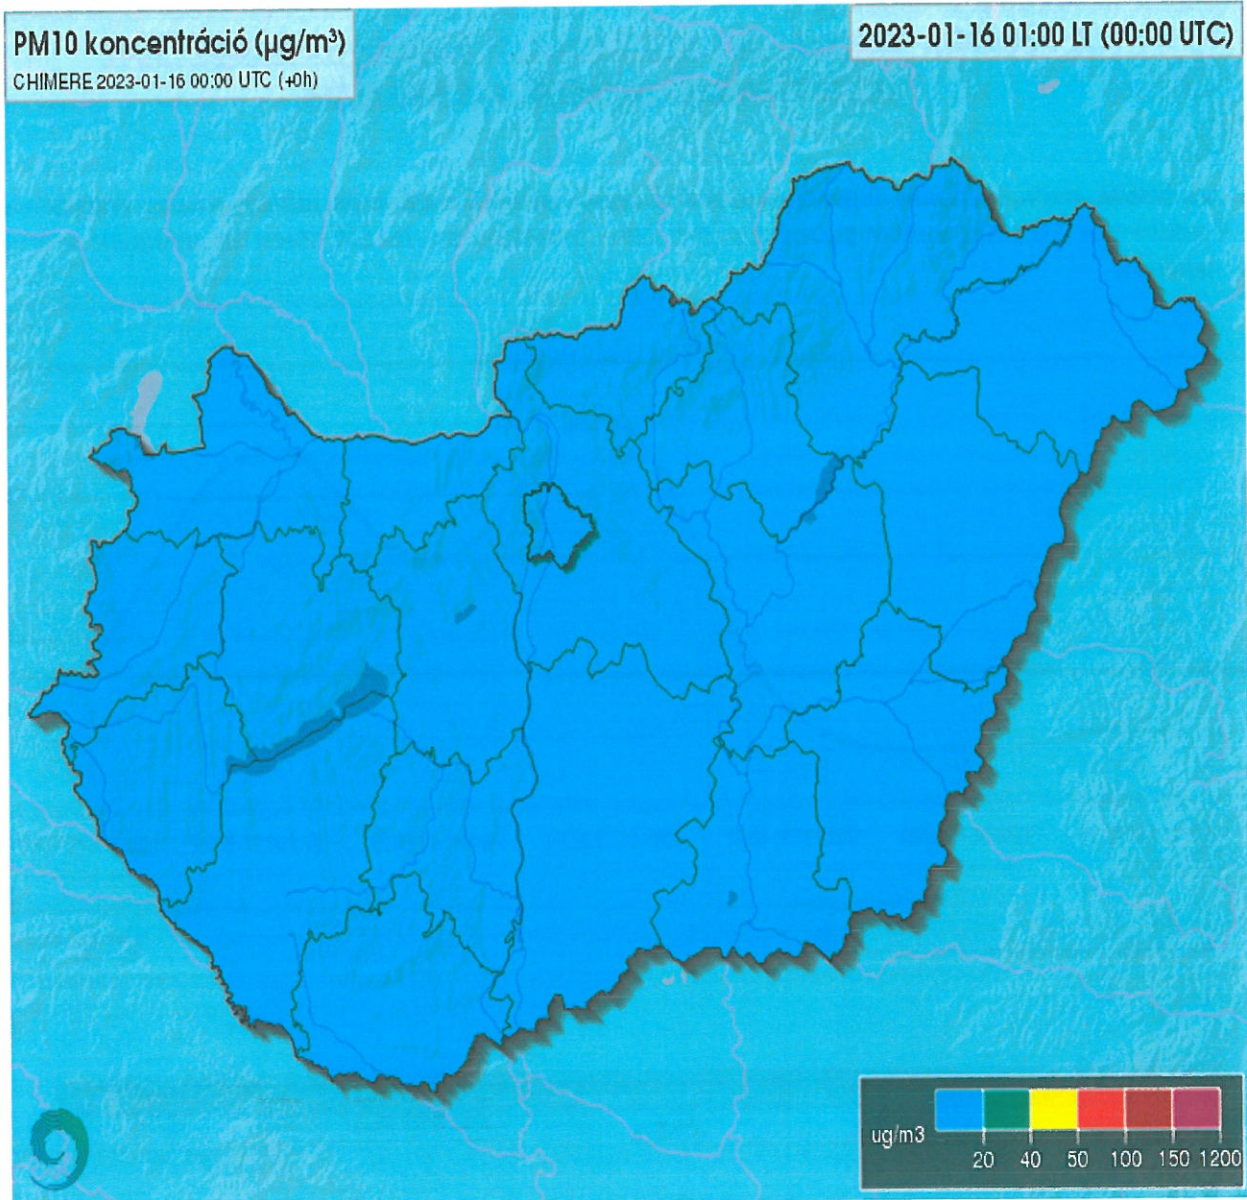 PM10 koncentráció (µg/m³)
CHIMERE 2023-01-16 00:00 UTC (+0h)
2023-01-16 01:00 LT (00:00 UTC)
ug/m3
20 40 50 100 150 1200